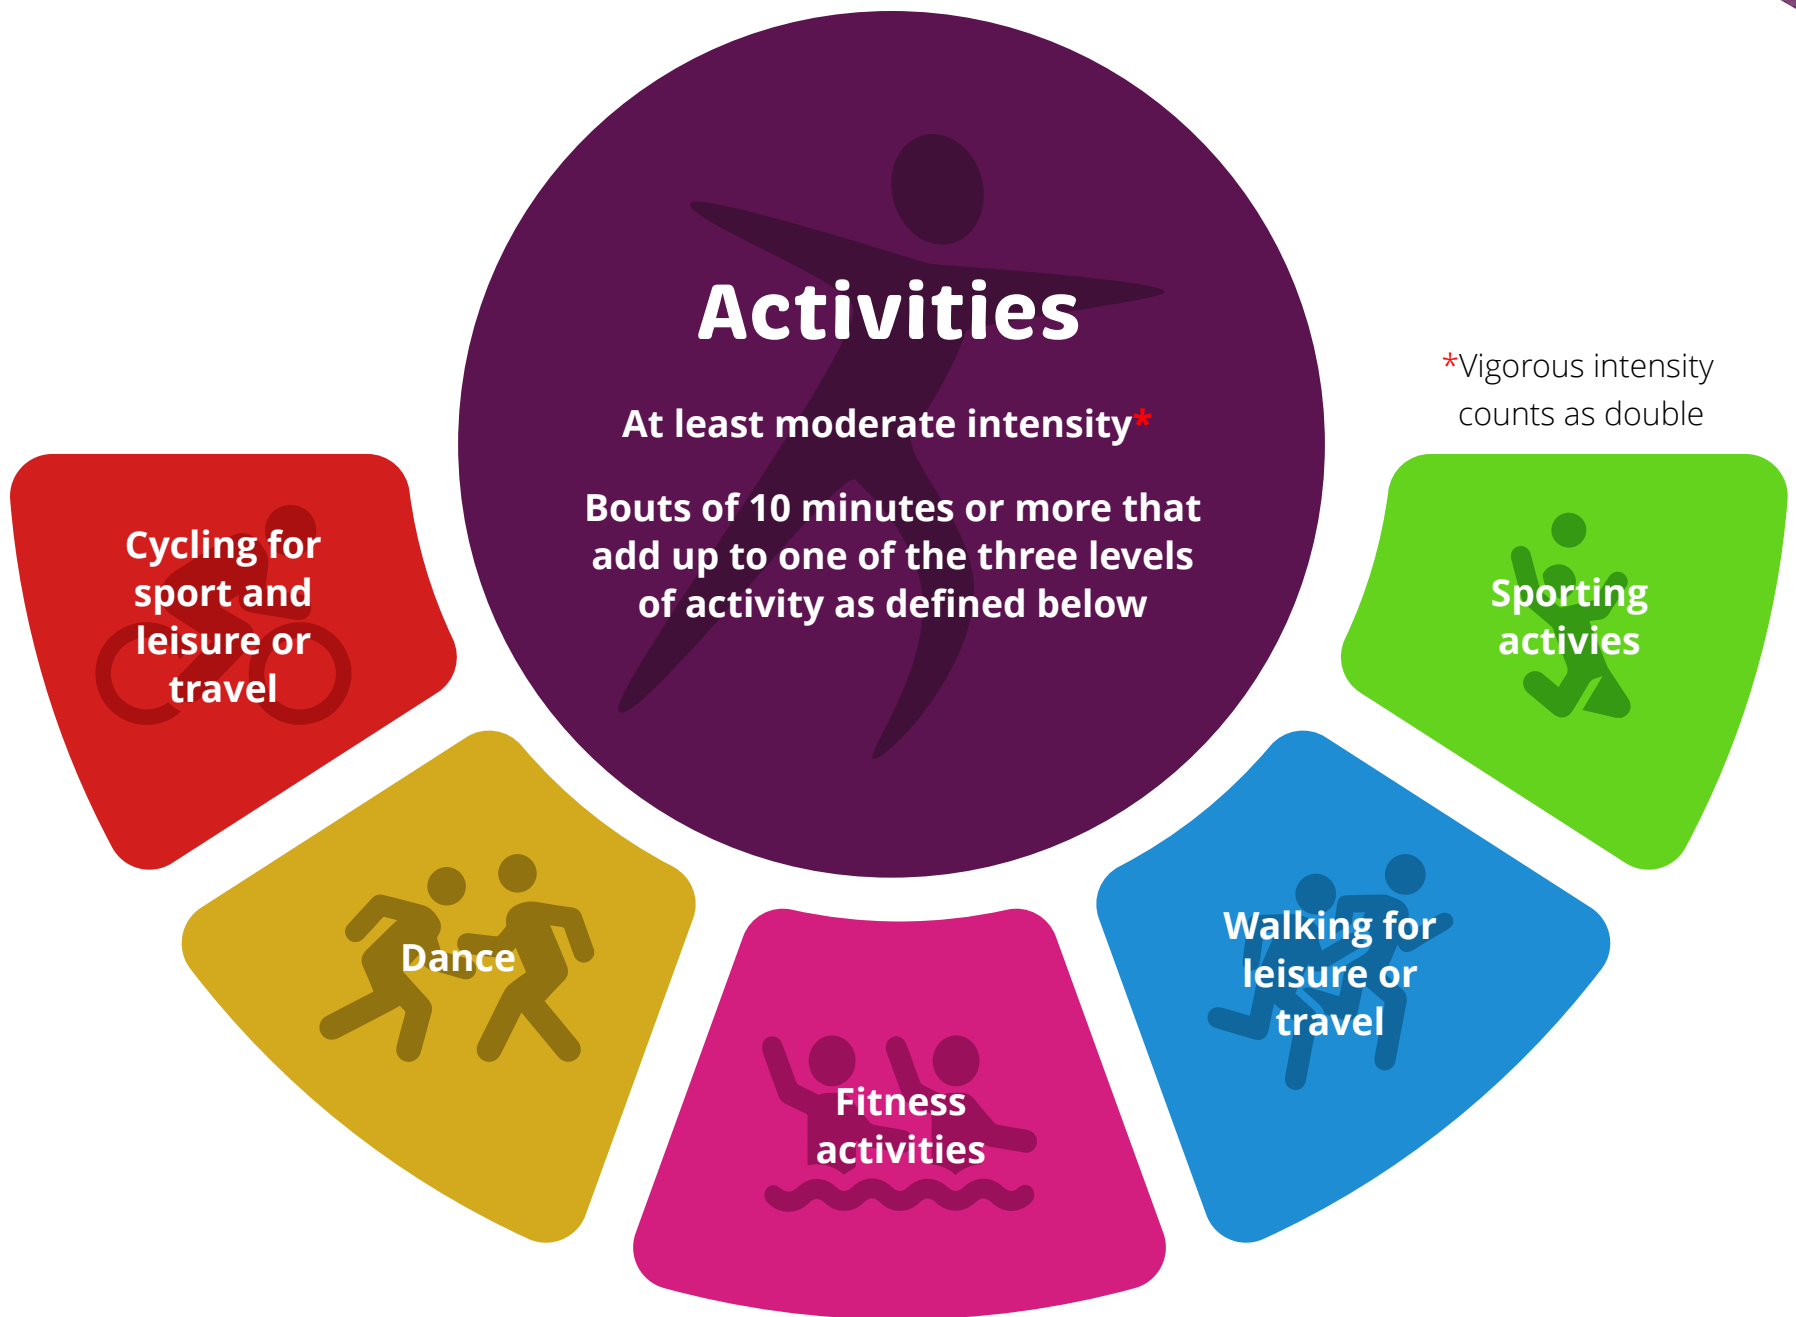 Activities
At least moderate intensity*
Bouts of 10 minutes or more that
add up to one of the three levels
of activity as defined below
*Vigorous intensity
counts as double
Cycling for
sport and
leisure or
travel
Dance
Fitness
activities
Walking for
leisure or
travel
Sporting
activies